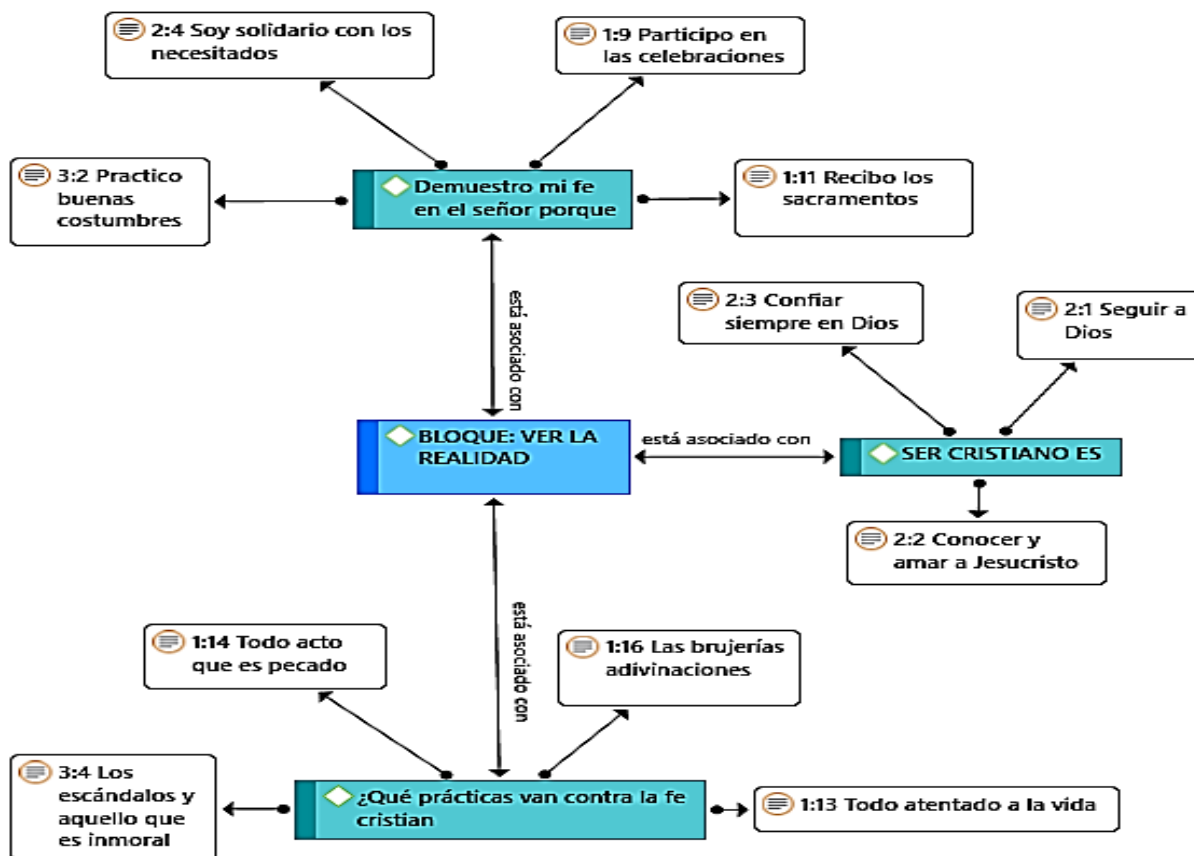 2:4 Soy solidario con los
necesitados
1:9 Participo en
las celebraciones
3:2 Practico
buenas
costumbres
Demuestro mi fe
en el señor porque
1:11 Recibo los
sacramentos
está asociado con
2:3 Confiar
siempre en Dios
2:1 Seguir a
Dios
BLOQUE: VER LA
REALIDAD
está asociado con
SER CRISTIANO ES
2:2 Conocer y
amar a Jesucristo
está asociado con
1:14 Todo acto
que es pecado
1:16 Las brujerías
adivinaciones
3:4 Los
escándalos y
aquello que
es inmoral
¿Qué prácticas van contra la fe
cristian
1:13 Todo atentado a la vida